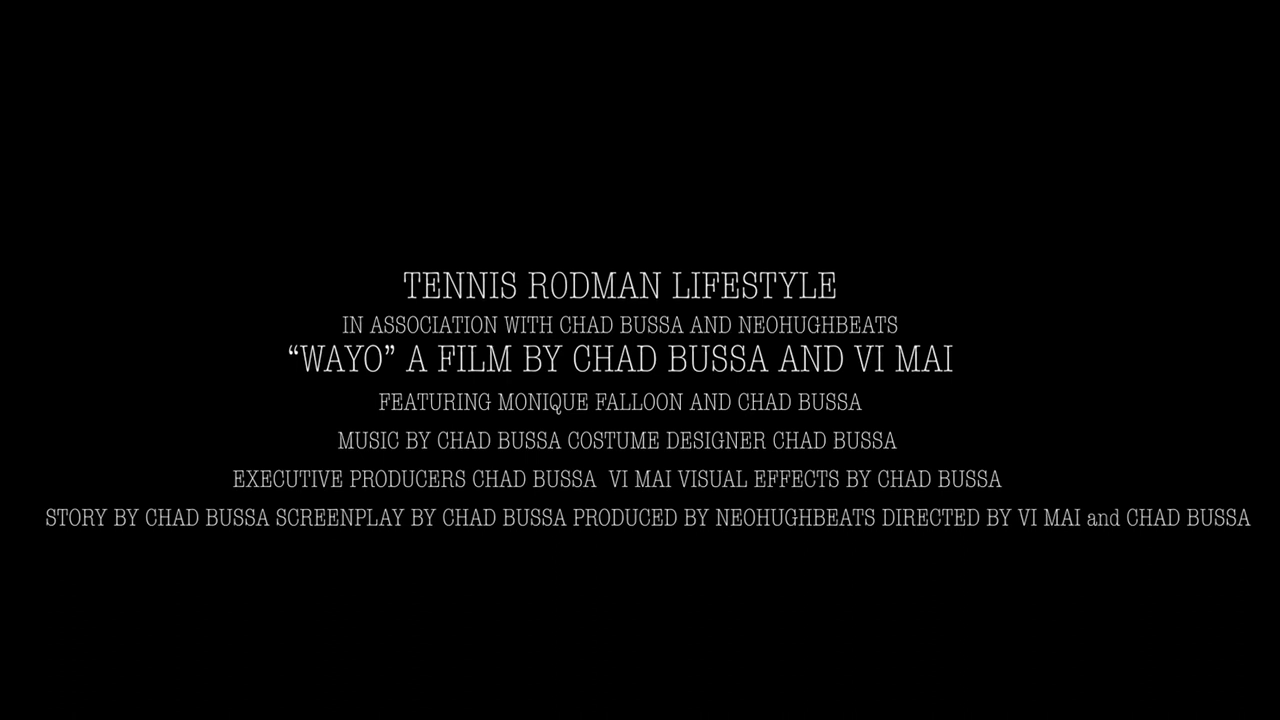 TENNIS RODMAN LIFESTYLE
IN ASSOCIATION WITH CHAD BUSSA AND NEOHUGHBEATS
“WAYO” A FILM BY CHAD BUSSA AND VI MAI
FEATURING MONIQUE FALLOON AND CHAD BUSSA
MUSIC BY CHAD BUSSA COSTUME DESIGNER CHAD BUSSA
EXECUTIVE PRODUCERS CHAD BUSSA  VI MAI VISUAL EFFECTS BY CHAD BUSSA
STORY BY CHAD BUSSA SCREENPLAY BY CHAD BUSSA PRODUCED BY NEOHUGHBEATS DIRECTED BY VI MAI and CHAD BUSSA